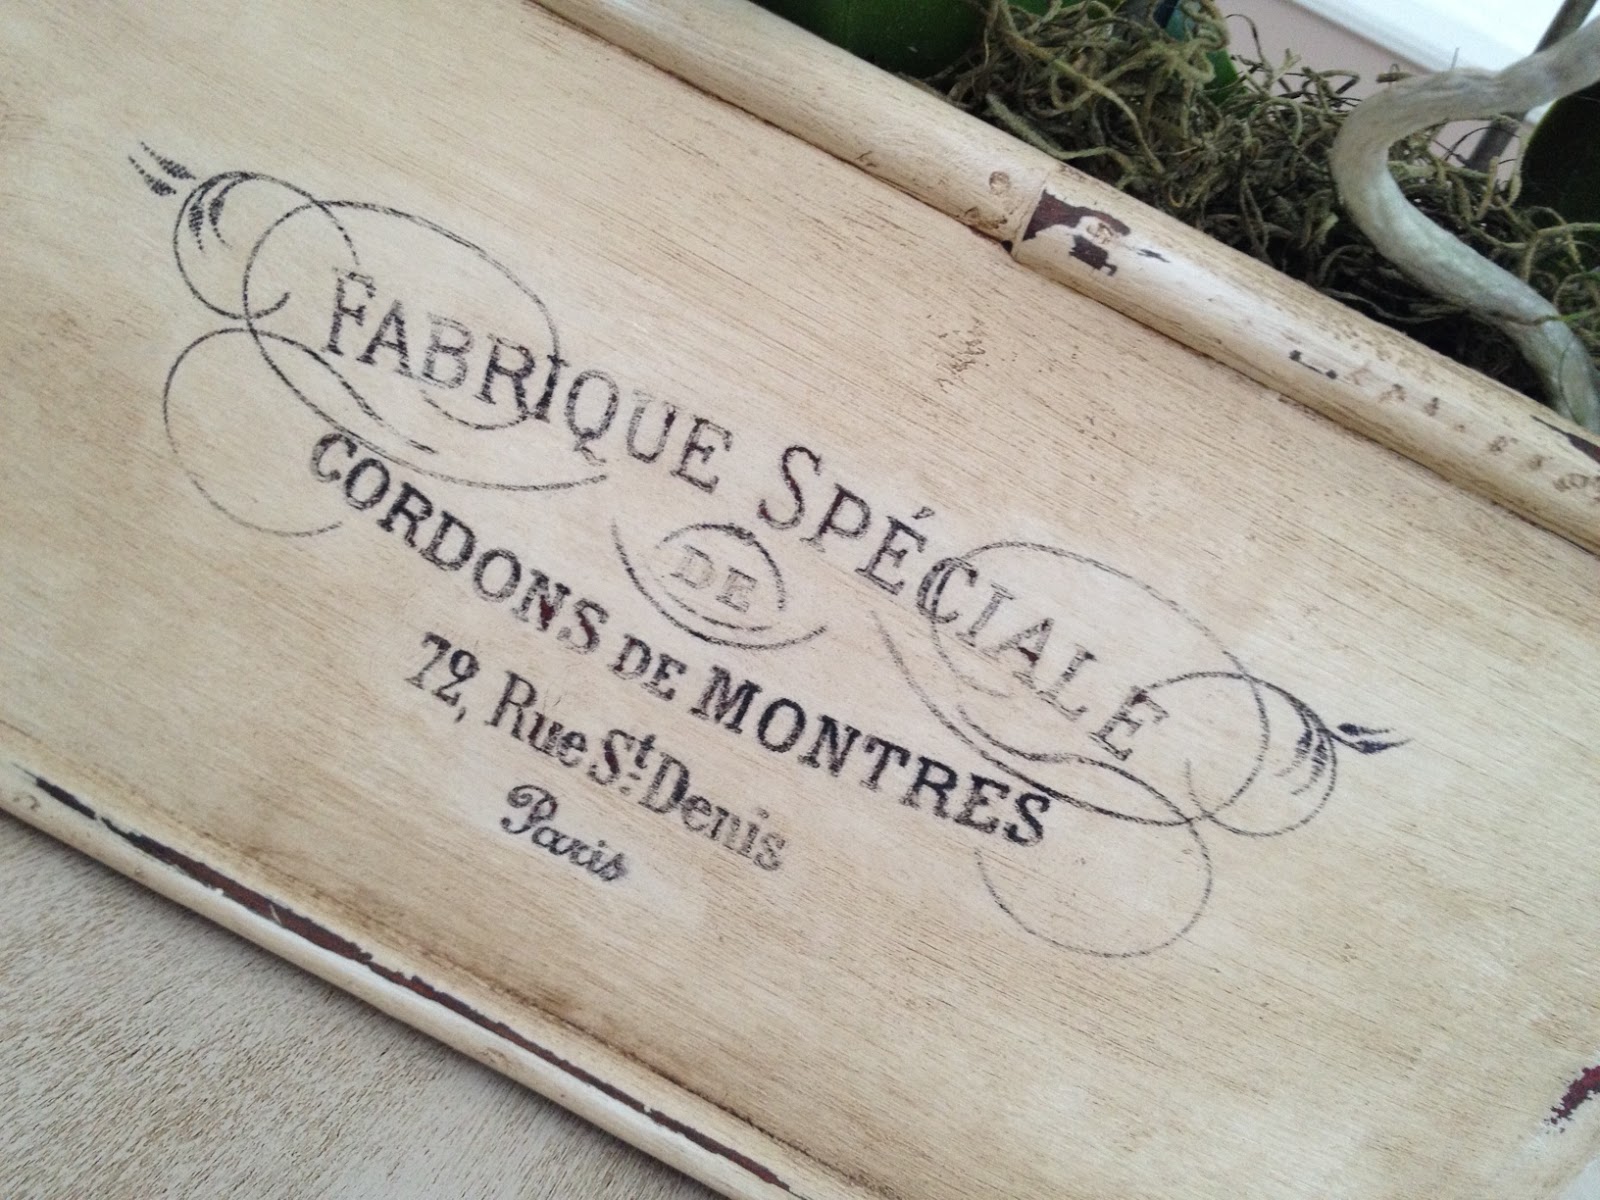 FABRIQUE SPÉCIALE
DE
CORDONS DE MONTRES
72, Rue St. Denis
Paris